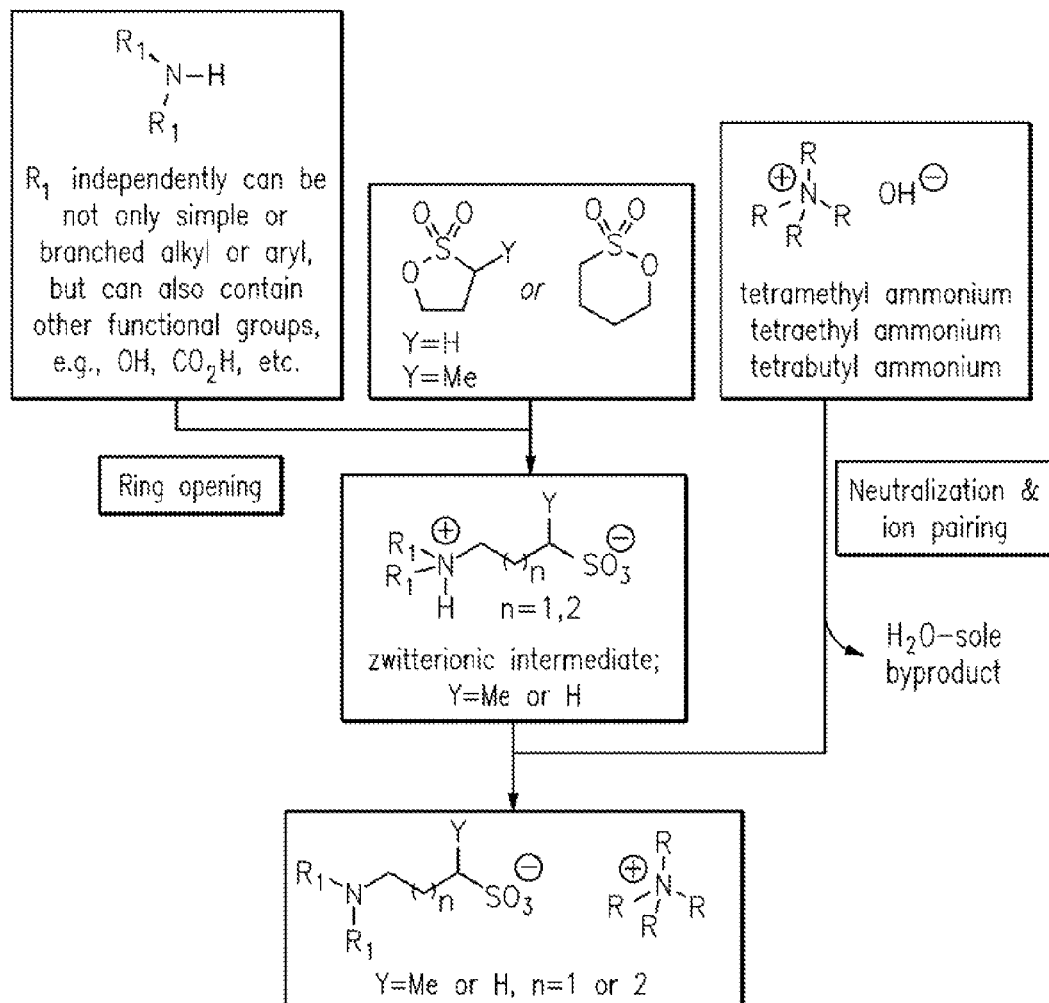 R₁
N–H
R₁
R₁ independently can be
not only simple or
branched alkyl or aryl,
but can also contain
other functional groups,
e.g., OH, CO₂H, etc.
O O
S
O
Y
or
O O
S
O
Y=H
Y=Me
R
⊕
N
R
R
R
OH⊖
tetramethyl ammonium
tetraethyl ammonium
tetrabutyl ammonium
Ring opening
Neutralization &
ion pairing
Y
⊕
R₁
N
R₁
H
( )n
SO₃⊖
n=1,2
zwitterionic intermediate;
Y=Me or H
H₂O–sole
byproduct
Y
R₁
N
R₁
( )n
SO₃⊖
R
⊕
N
R
R
R
Y=Me or H, n=1 or 2